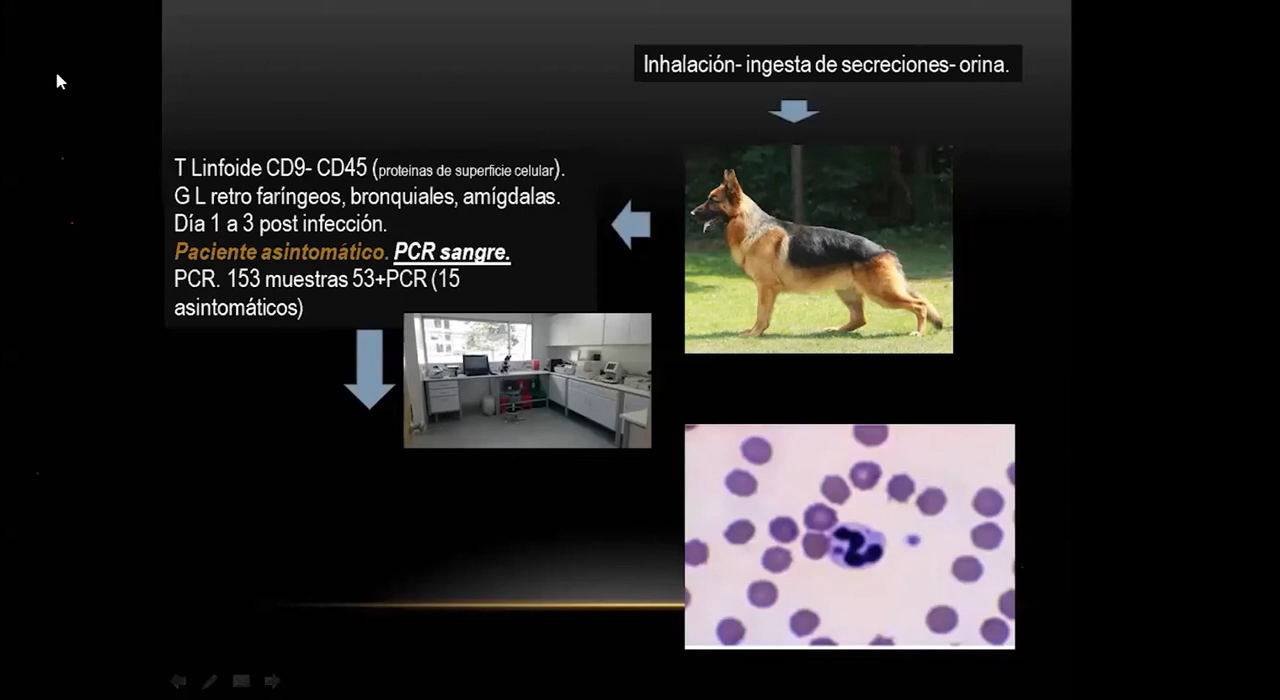 Inhalación- ingesta de secreciones- orina.
T Linfoide CD9- CD45 (proteinas de superficie celular).
G L retro faríngeos, bronquiales, amígdalas.
Día 1 a 3 post infección.
Paciente asintomático. PCR sangre.
PCR. 153 muestras 53+PCR (15
asintomáticos)